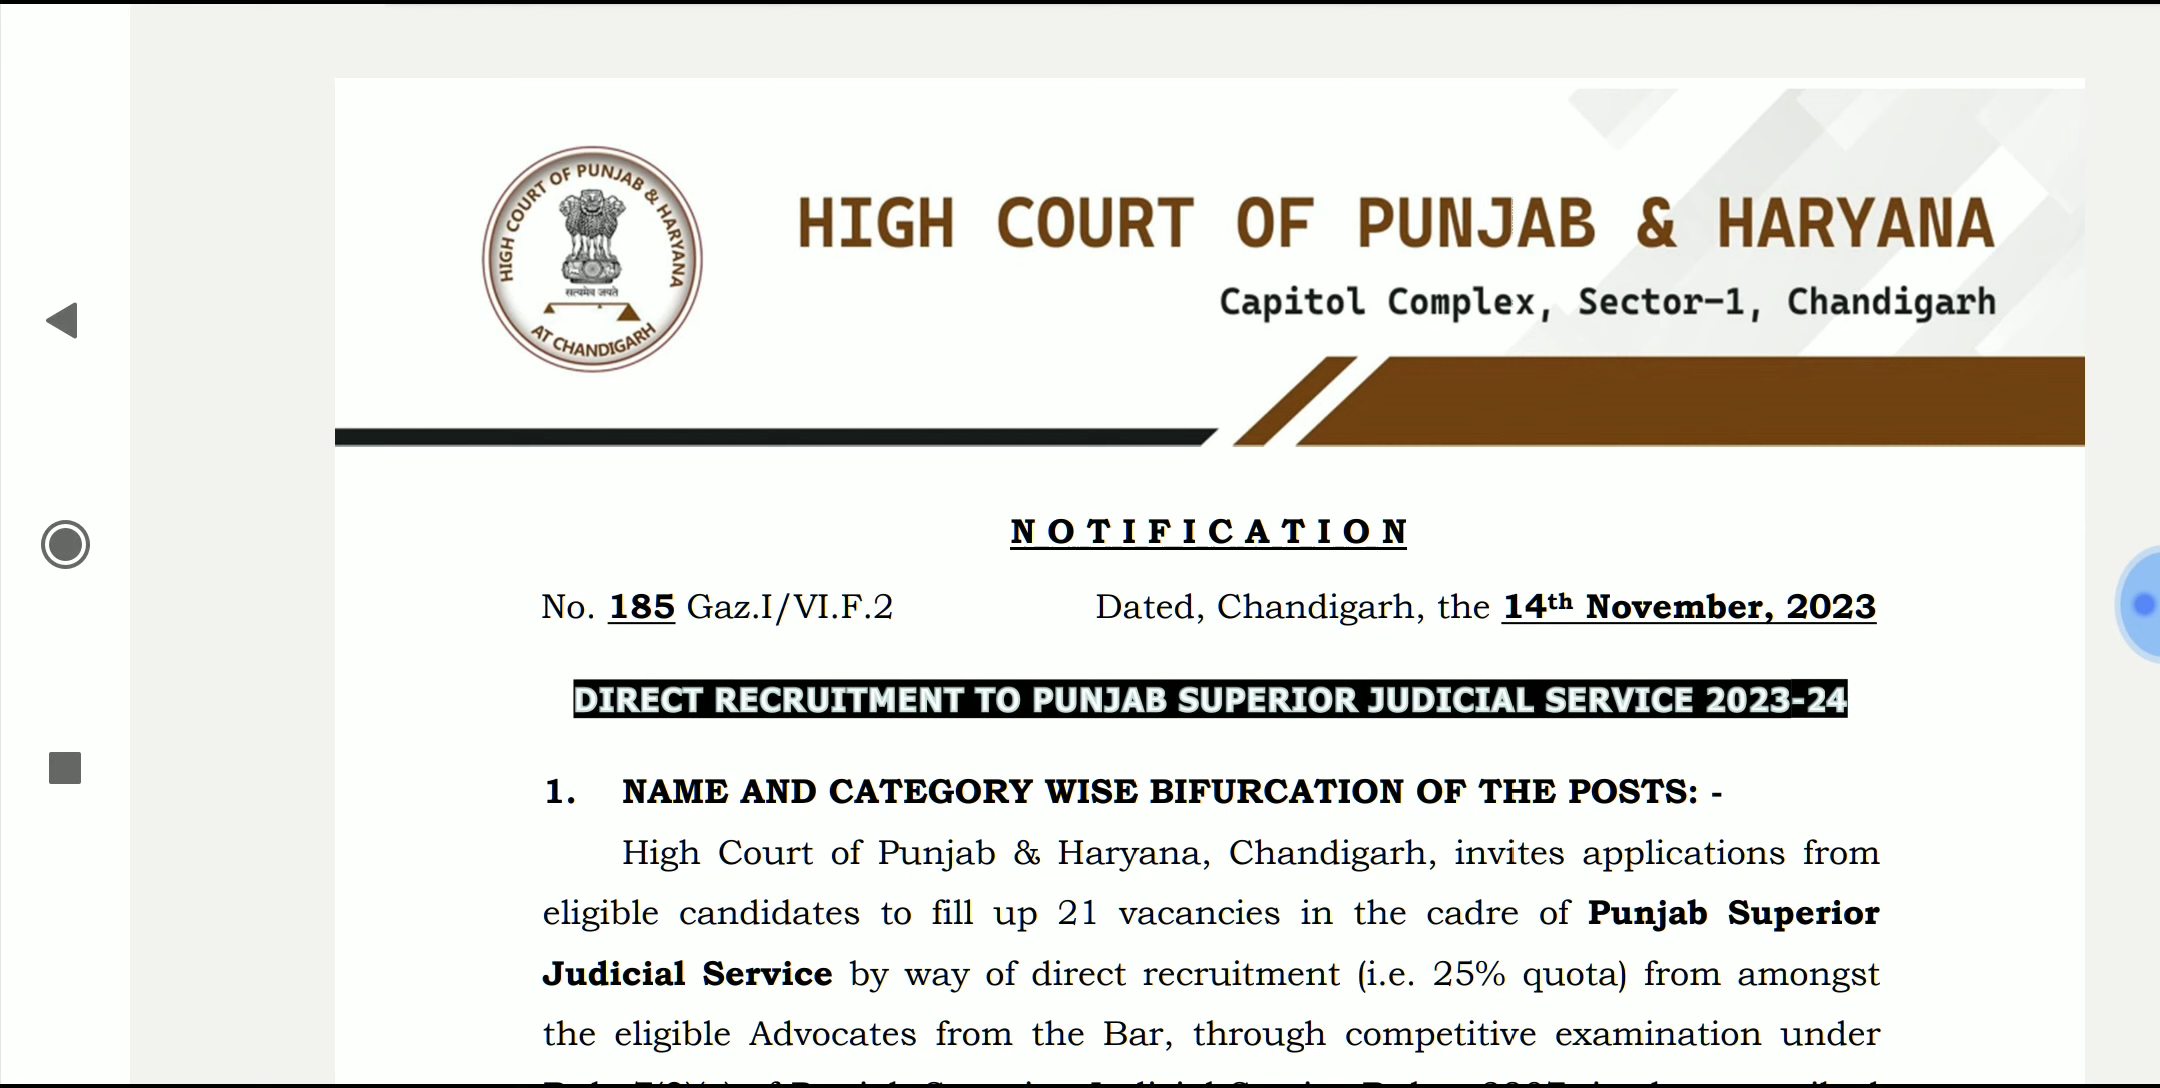 HIGH COURT OF PUNJAB & HARYANA
सत्यमेव जयते
AT CHANDIGARH
HIGH COURT OF PUNJAB & HARYANA
Capitol Complex, Sector-1, Chandigarh
NOTIFICATION
No. 185 Gaz.I/VI.F.2 Dated, Chandigarh, the 14th November, 2023
DIRECT RECRUITMENT TO PUNJAB SUPERIOR JUDICIAL SERVICE 2023-24
1. NAME AND CATEGORY WISE BIFURCATION OF THE POSTS: -
High Court of Punjab & Haryana, Chandigarh, invites applications from
eligible candidates to fill up 21 vacancies in the cadre of Punjab Superior
Judicial Service by way of direct recruitment (i.e. 25% quota) from amongst
the eligible Advocates from the Bar, through competitive examination under